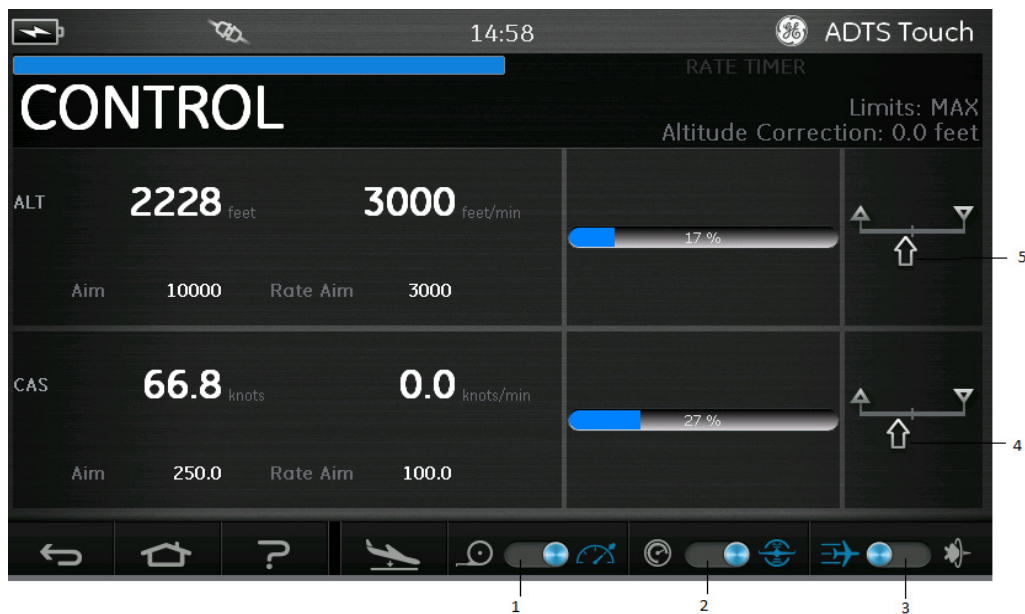 14:58 ADTS Touch
RATE TIMER
CONTROL
Limits: MAX
Altitude Correction: 0.0 feet
ALT 2228 feet 3000 feet/min
17 %
5
Aim 10000 Rate Aim 3000
CAS 66.8 knots 0.0 knots/min
27 %
4
Aim 250.0 Rate Aim 100.0
1 2 3